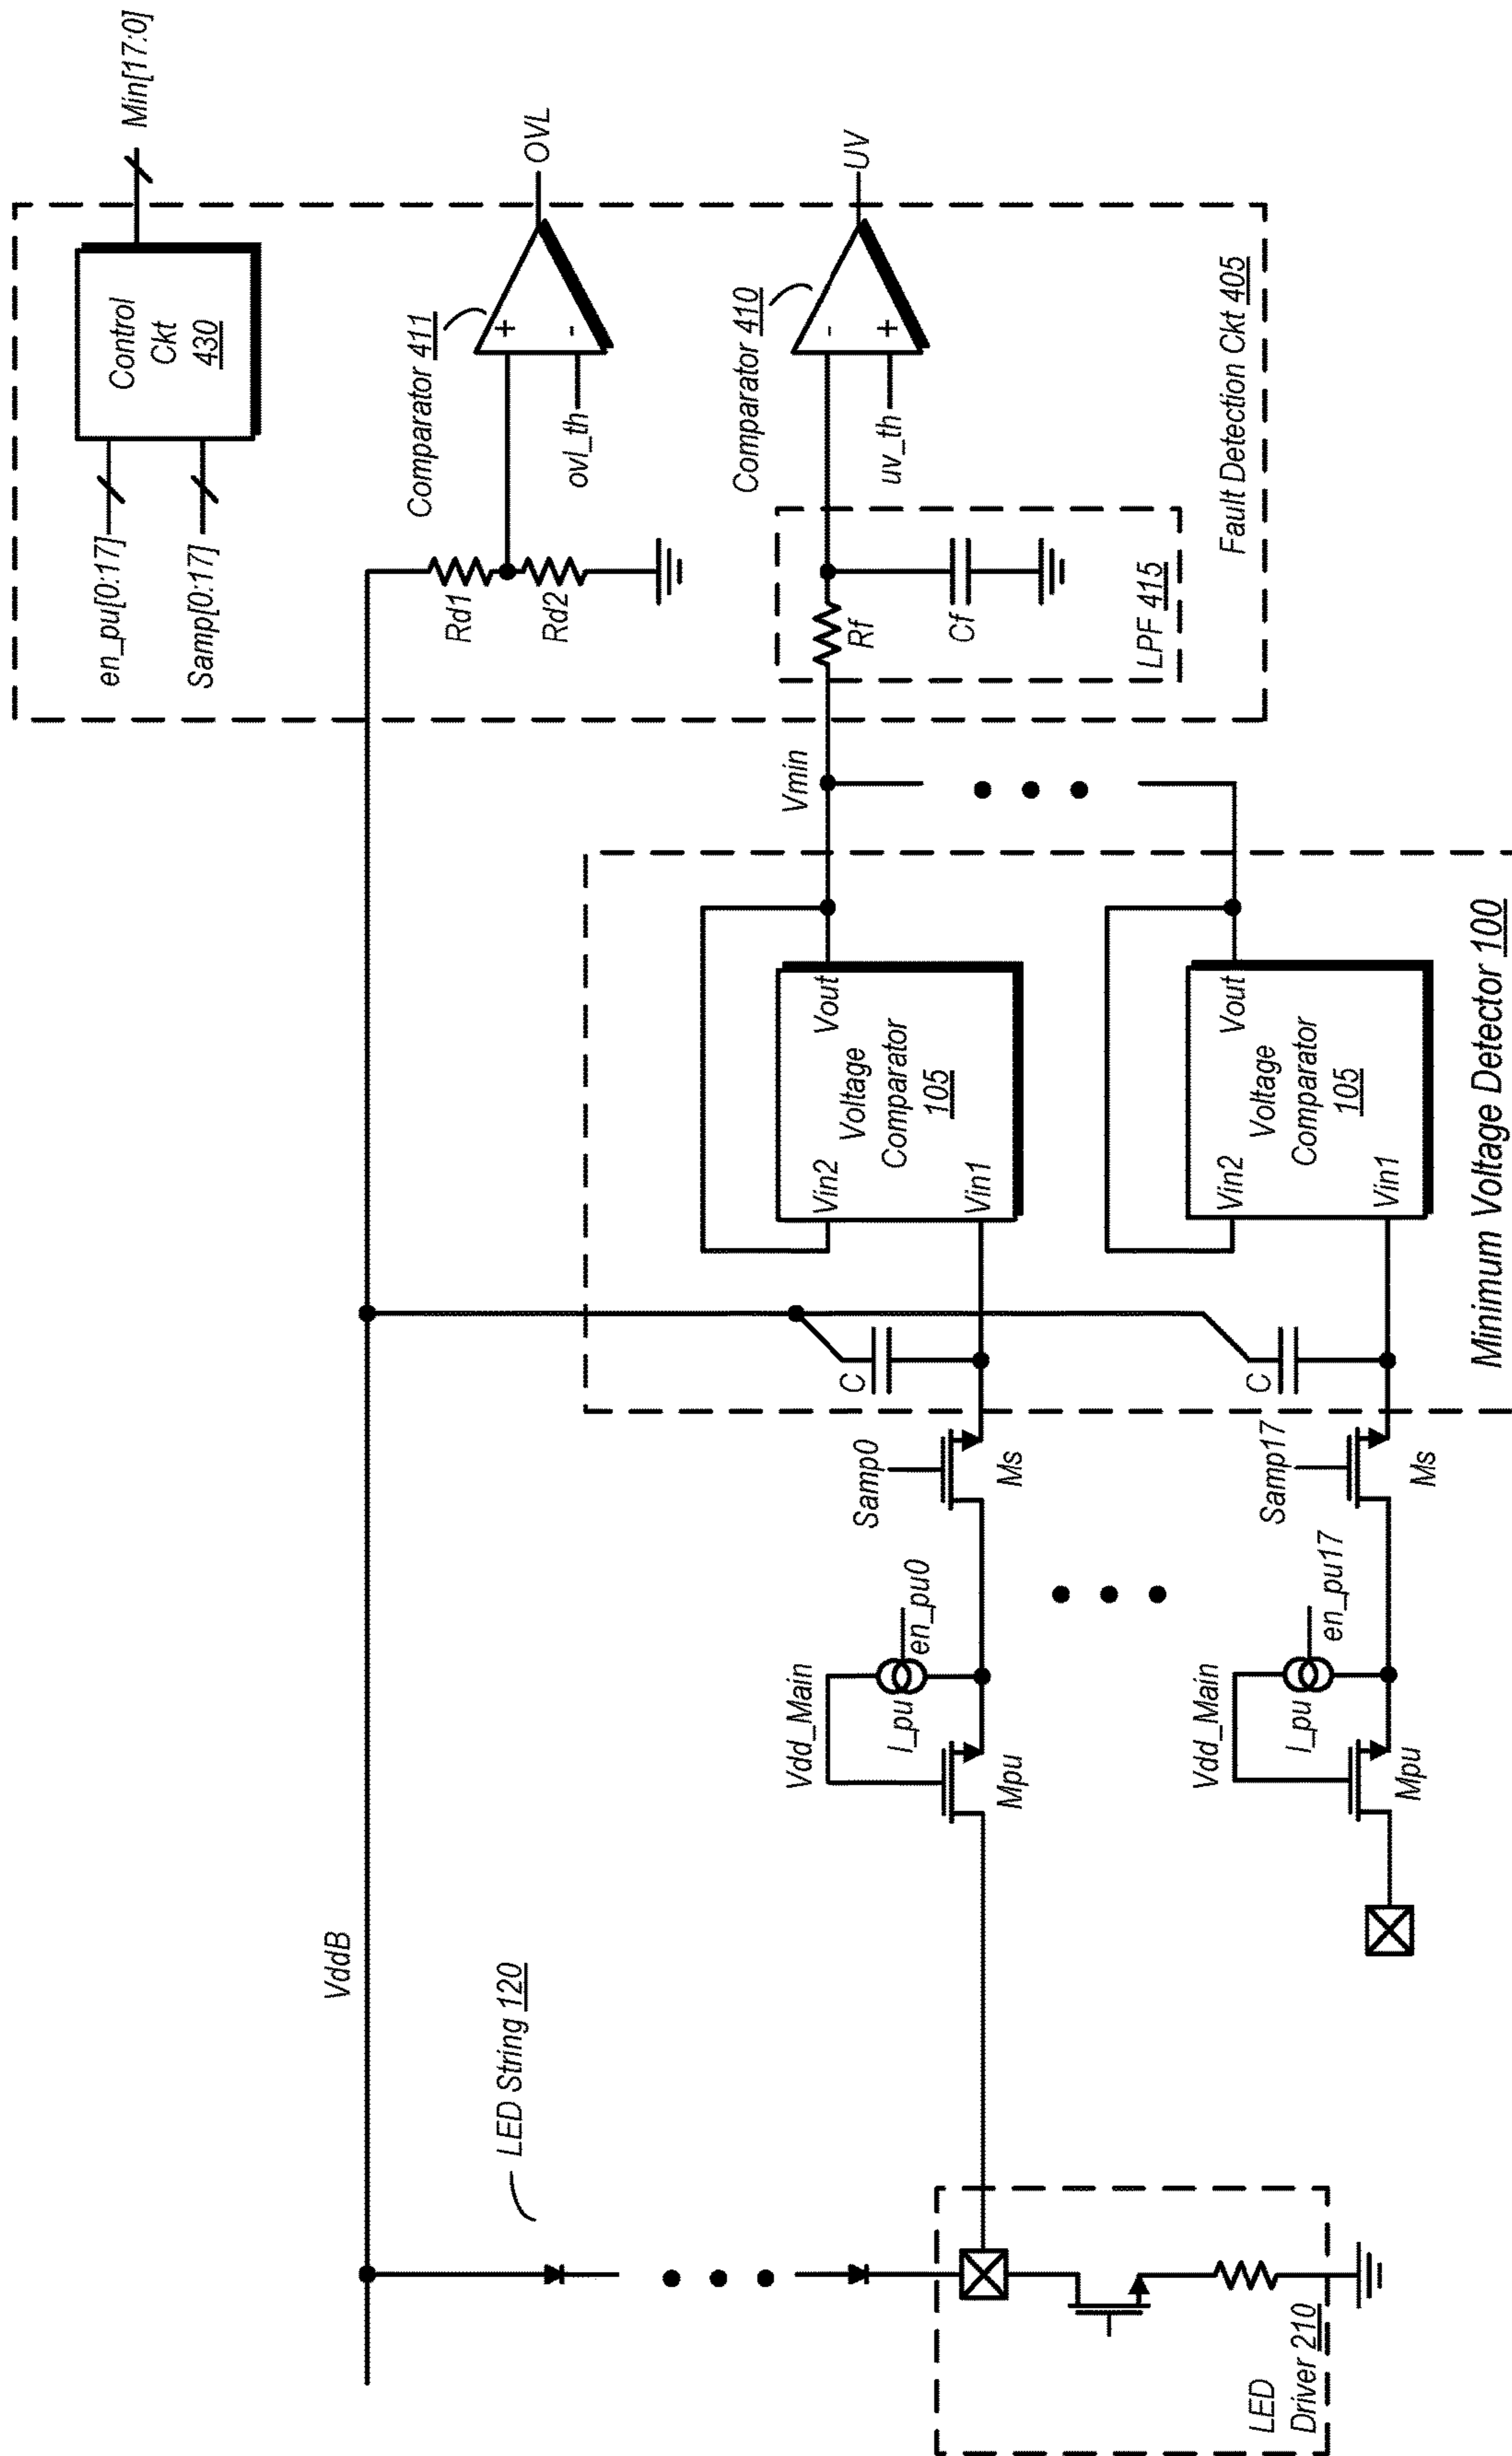 VddB
LED String 120
LED
Driver 210
Vdd_Main
I_pu
en_pu0
Mpu
Samp0
Ms
Vdd_Main
I_pu
en_pu17
Mpu
Samp17
Ms
C
Vin2
Vout
Voltage
Comparator
105
Vin1
C
Vin2
Vout
Voltage
Comparator
105
Vin1
Minimum Voltage Detector 100
Vmin
en_pu[0:17]
Samp[0:17]
Control
Ckt
430
Min[17:0]
Rd1
Rd2
Comparator 411
+
-
ovl_th
OVL
Rf
Cf
LPF 415
Comparator 410
-
+
uv_th
UV
Fault Detection Ckt 405